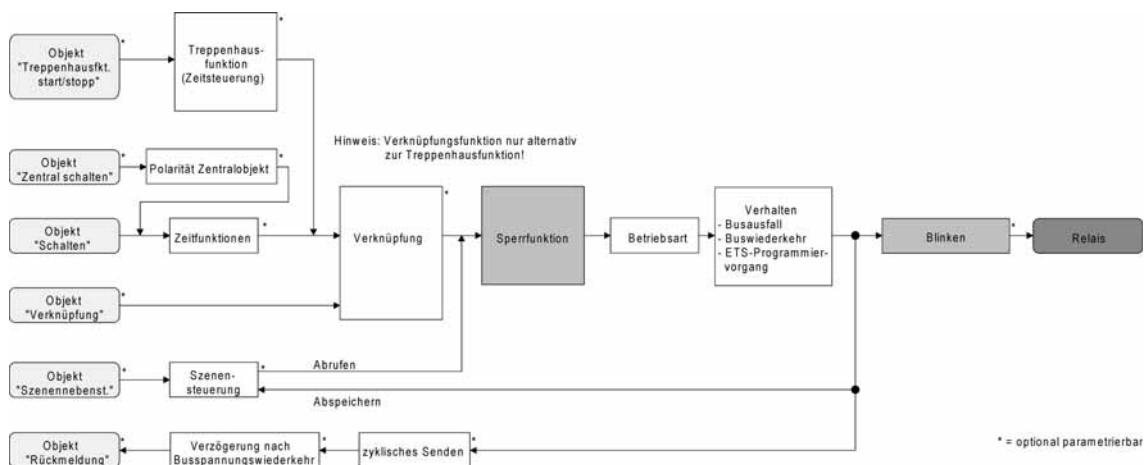 Objekt
"Treppenhausfkt.
start/stopp"
*
Treppenhaus-
funktion
(Zeitsteuerung)
*
Hinweis: Verknüpfungsfunktion nur alternativ
zur Treppenhausfunktion!
Objekt
"Zentral schalten"
*
Polarität Zentralobjekt
*
Objekt
"Schalten"
*
Zeitfunktionen
*
Verknüpfung
*
Sperrfunktion
Betriebsart
Verhalten
- Busausfall
- Buswiederkehr
- ETS-Programmier-
vorgang
Blinken
*
Relais
Objekt
"Verknüpfung"
*
Objekt
"Szenennebenst."
*
Szenen-
steuerung
*
Abrufen
Abspeichern
Objekt
"Rückmeldung"
*
Verzögerung nach
Busspannungswiederkehr
*
zyklisches Senden
*
* = optional parametrierbar